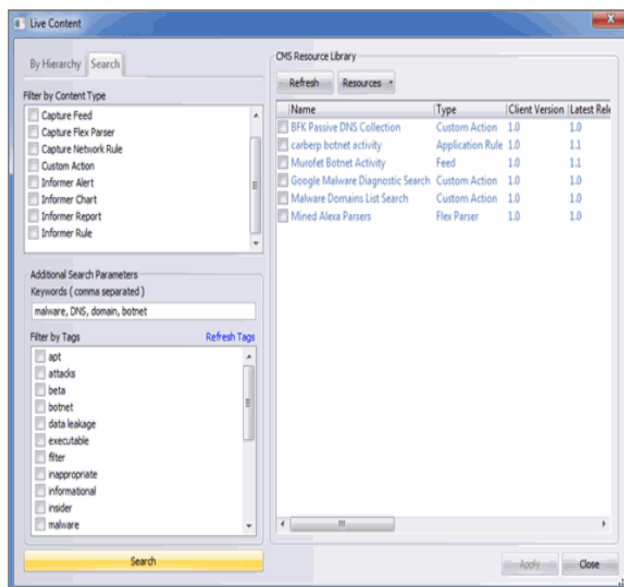 Live Content
By Hierarchy Search
Filter by Content Type
Capture Feed
Capture Flex Parser
Capture Network Rule
Custom Action
Informer Alert
Informer Chart
Informer Report
Informer Rule
Additional Search Parameters
Keywords ( comma separated )
malware, DNS, domain, botnet
Filter by Tags Refresh Tags
apt
attacks
beta
botnet
data leakage
executable
filter
inappropriate
informational
insider
malware
Search
CMS Resource Library
Refresh Resources
Name Type Client Version Latest Rele
BFK Passive DNS Collection Custom Action 1.0 1.0
carberp botnet activity Application Rule 1.0 1.1
Murofet Botnet Activity Feed 1.0 1.1
Google Malware Diagnostic Search Custom Action 1.0 1.0
Malware Domains List Search Custom Action 1.0 1.0
Mined Alexa Parsers Flex Parser 1.0 1.0
Apply Close